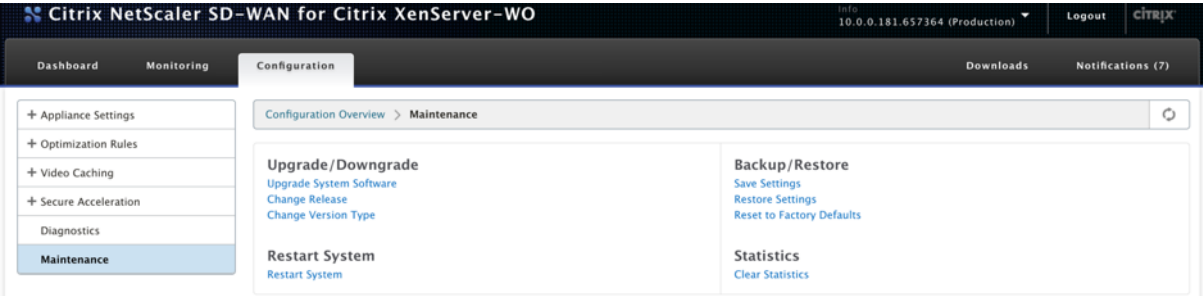 Citrix NetScaler SD-WAN for Citrix XenServer-WO
Info
10.0.0.181.657364 (Production)
Logout
CİTRIX
Dashboard
Monitoring
Configuration
Downloads
Notifications (7)
+ Appliance Settings
+ Optimization Rules
+ Video Caching
+ Secure Acceleration
Diagnostics
Maintenance
Configuration Overview > Maintenance
Upgrade/Downgrade
Upgrade System Software
Change Release
Change Version Type
Restart System
Restart System
Backup/Restore
Save Settings
Restore Settings
Reset to Factory Defaults
Statistics
Clear Statistics